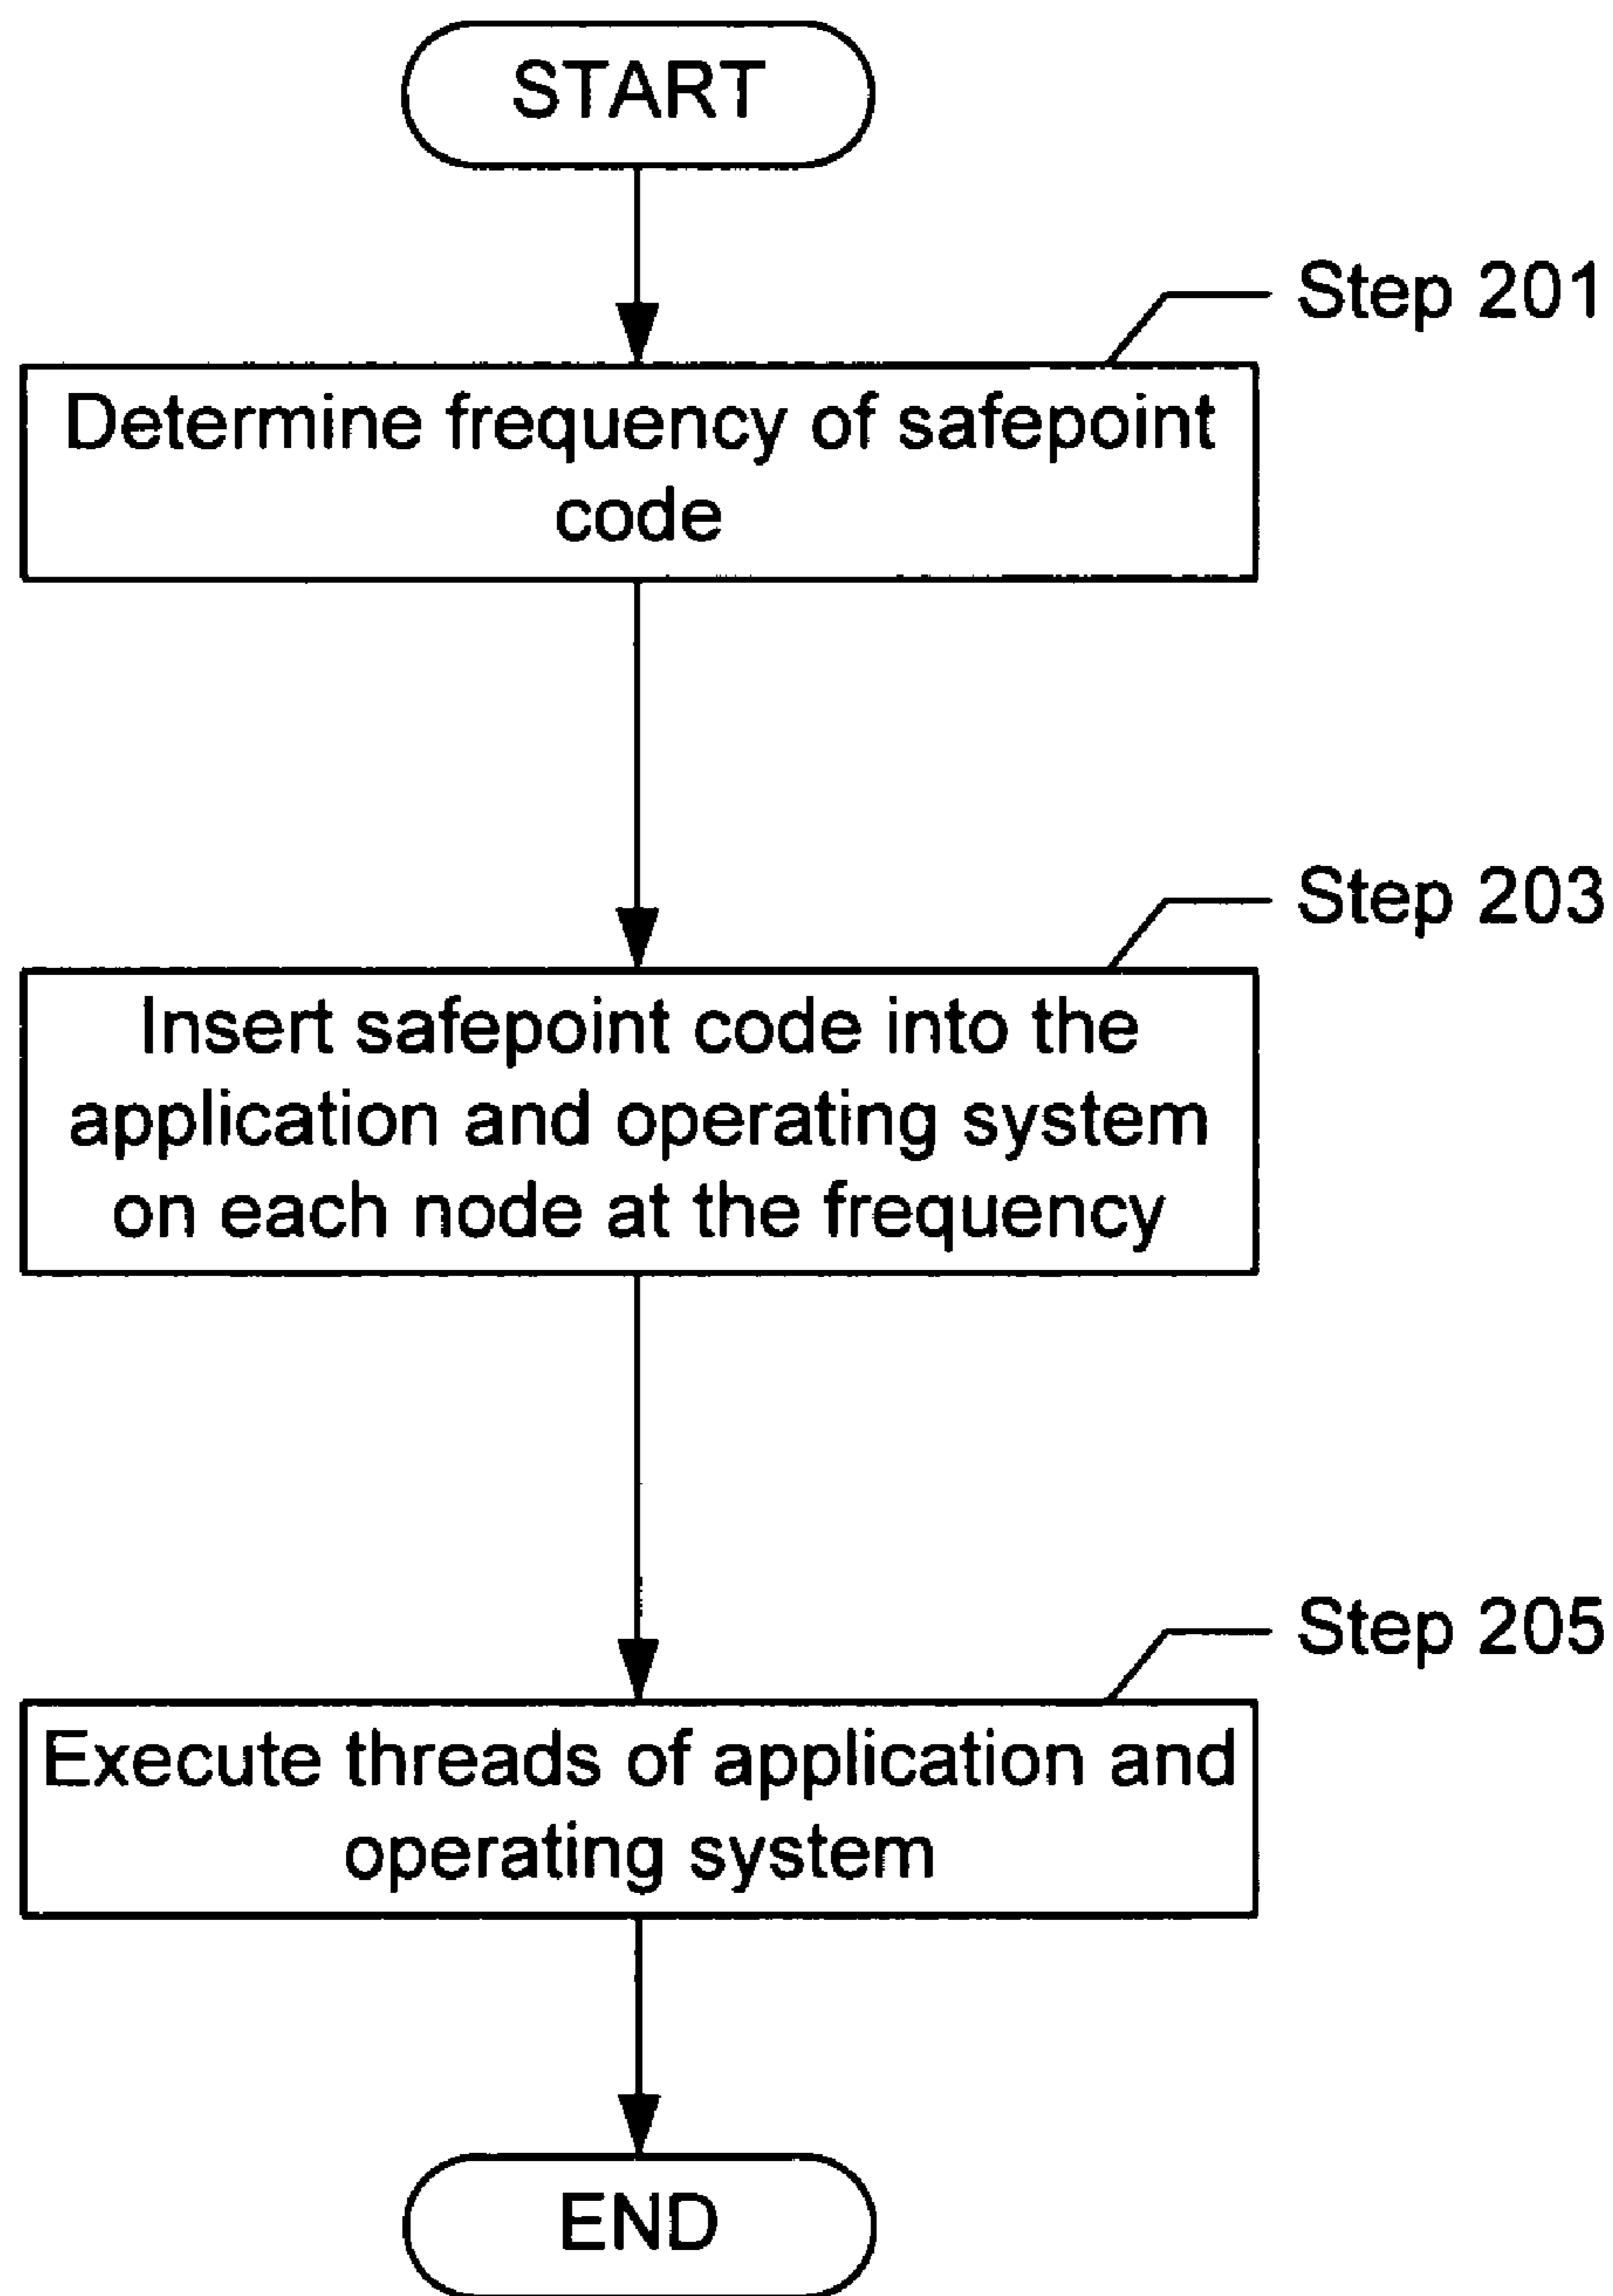 START
Step 201
Determine frequency of safepoint
code
Step 203
Insert safepoint code into the
application and operating system
on each node at the frequency
Step 205
Execute threads of application and
operating system
END